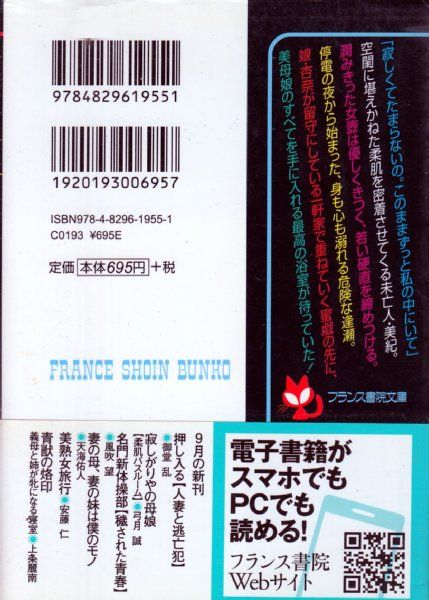 9784829619551
1920193006957
ISBN978-4-8296-1955-1
C0193 ¥695E
定価 本体695円 +税
FRANCE SHOIN BUNKO
「寂しくてたまらないの。このままずっと私の中にいて」
空閨に堪えかねた柔肌を密着させてくる未亡人・美紀。
潤みきった女壺は優しくきつく、若い硬直を締めつける。
停電の夜から始まった、身も心も溺れる危険な逢瀬。
娘・杏奈が留守にしている一軒家で重ねていく蜜戯の先に、
美母娘のすべてを手に入れる最高の浴室が待っていた！
フランス書院文庫
9月の新刊
押し入る【人妻と逃亡犯】
●御堂 乱
寂しがりやの母娘
【柔肌バスルーム】 ●弓月 誠
名門新体操部【穢された青春】
●風吹 望
妻の母、妻の妹は僕のモノ
●天海佑人
美熟女旅行 ●安藤 仁
青獣の烙印
義母と姉が牝になる寝室 ●上条麗南
電子書籍が
スマホでも
PCでも
読める！
フランス書院
Webサイト